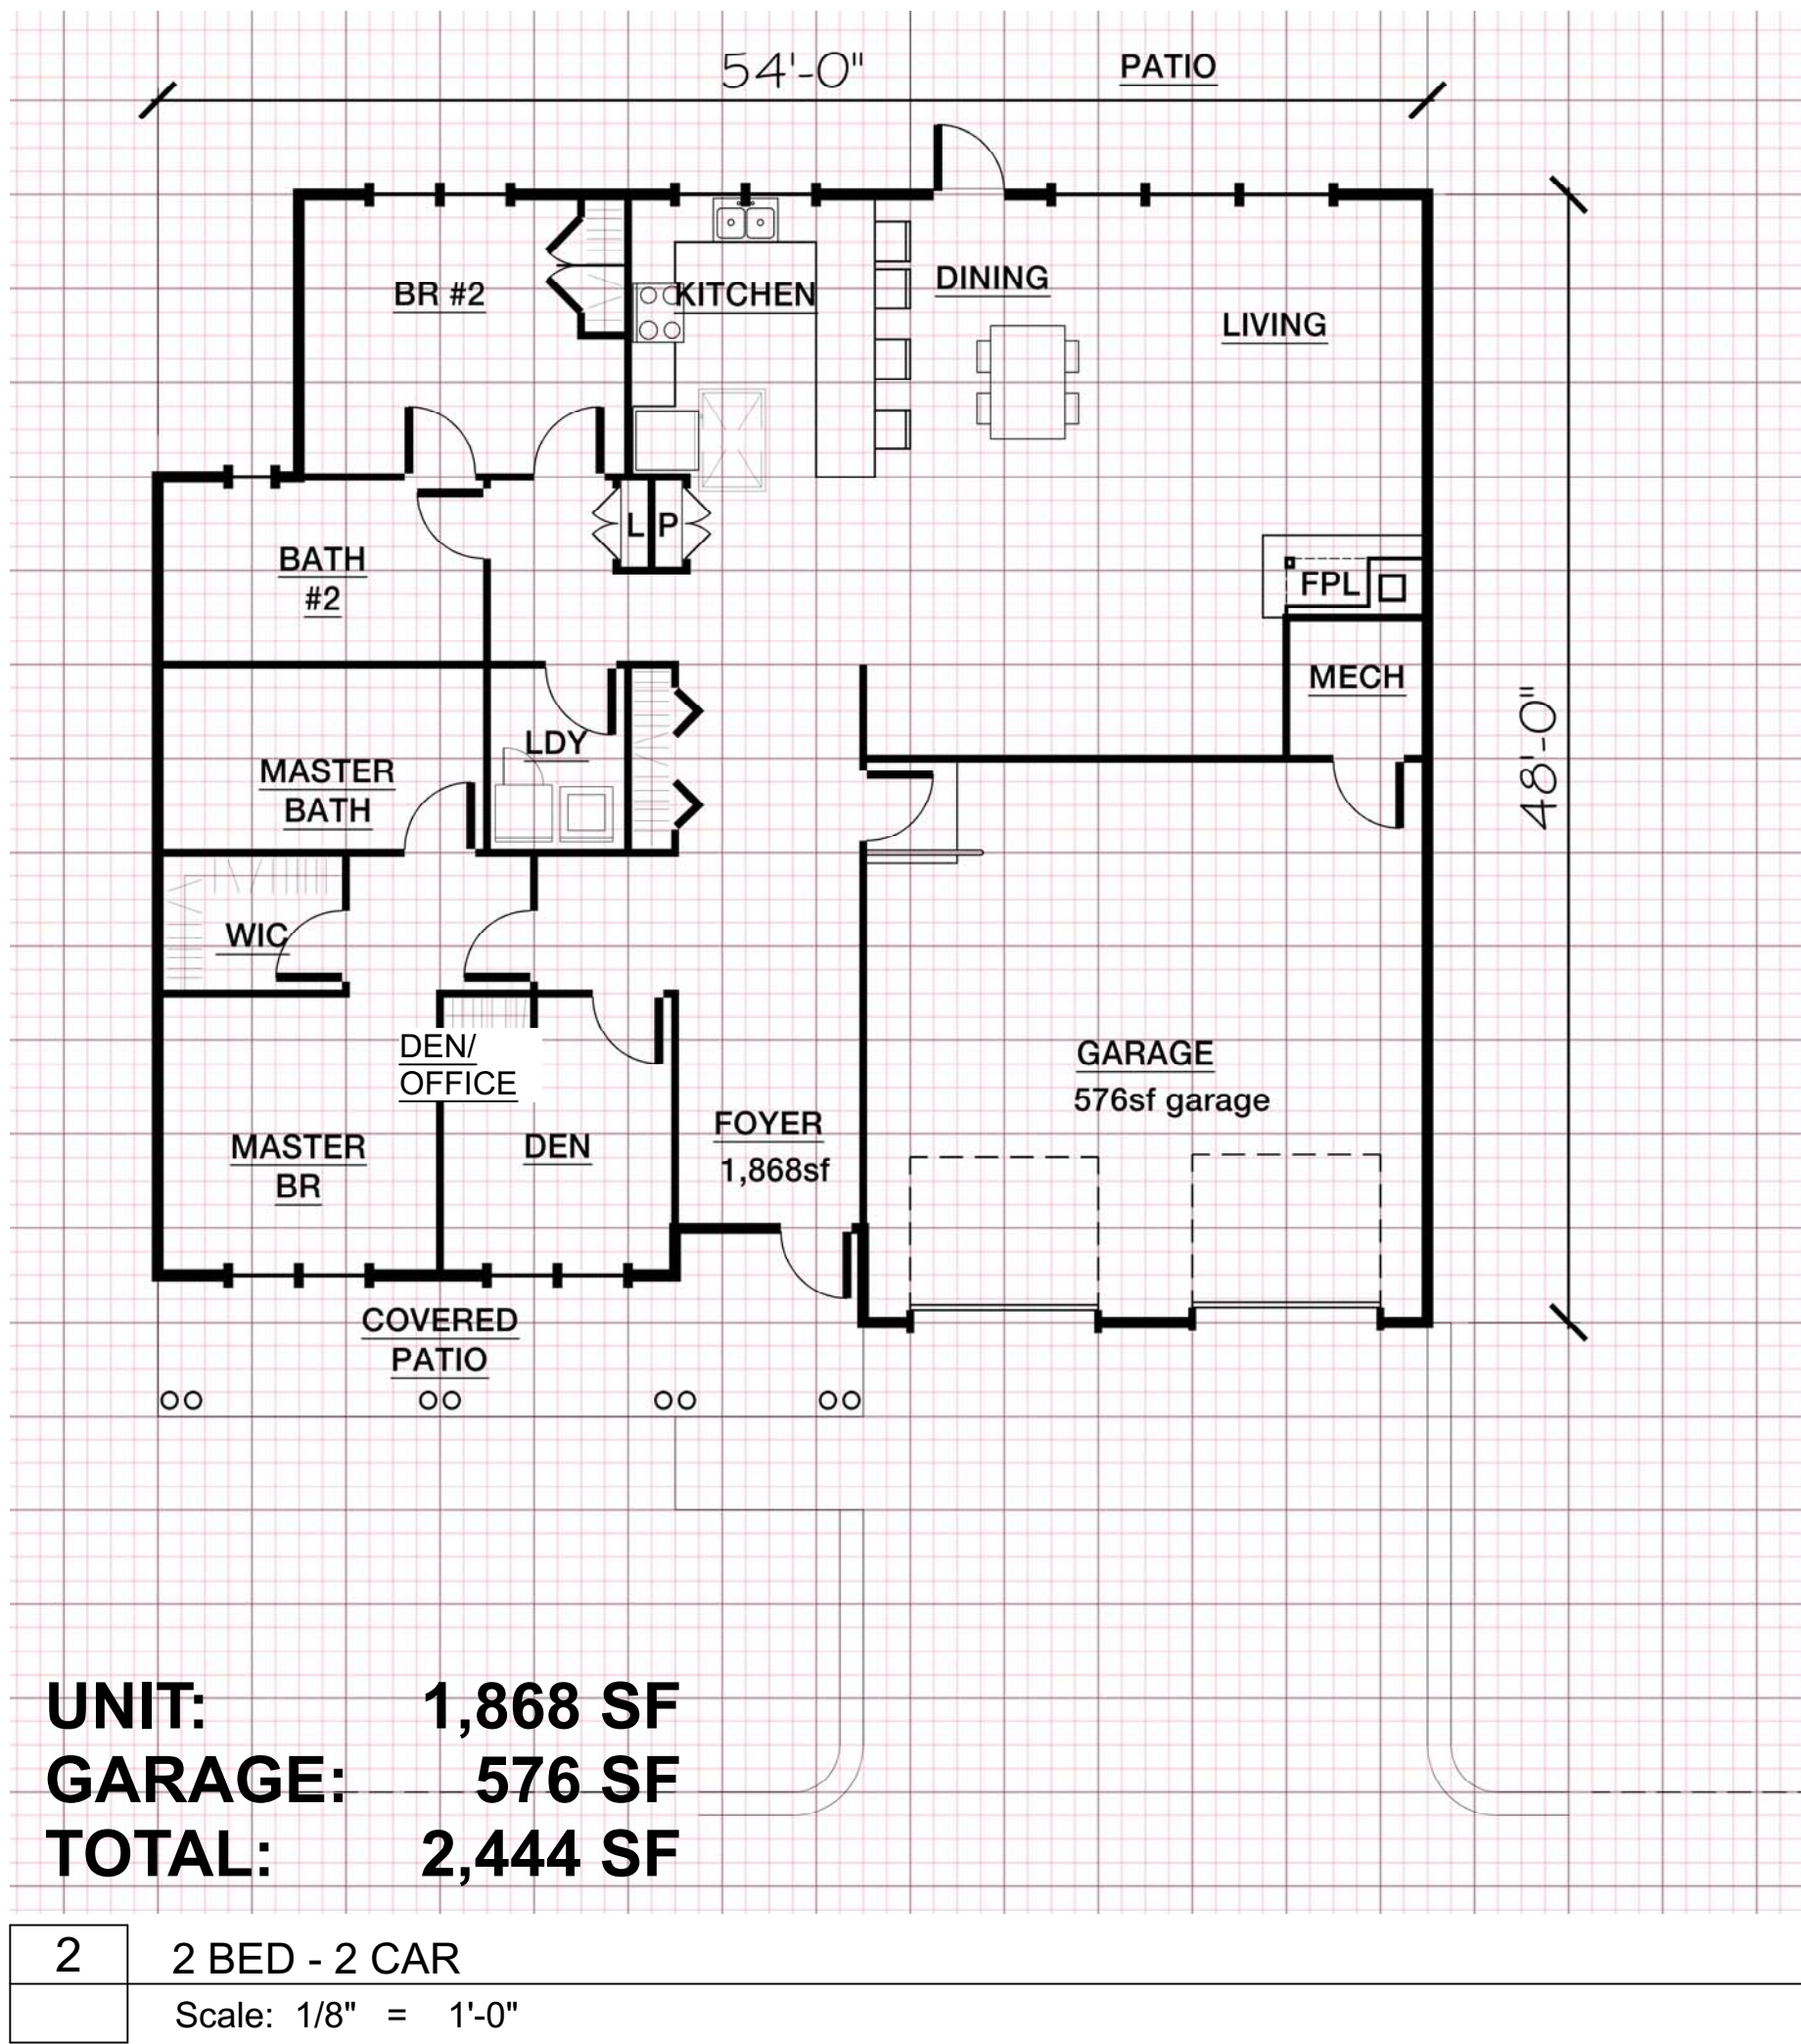 54'-0"
PATIO
BR #2
KITCHEN
DINING
LIVING
L
P
BATH
#2
FPL
MECH
48'-0"
LDY
MASTER
BATH
WIC
DEN/
OFFICE
GARAGE
576sf garage
FOYER
1,868sf
MASTER
BR
DEN
COVERED
PATIO
UNIT: 1,868 SF
GARAGE: 576 SF
TOTAL: 2,444 SF
2
2 BED - 2 CAR
Scale: 1/8" = 1'-0"